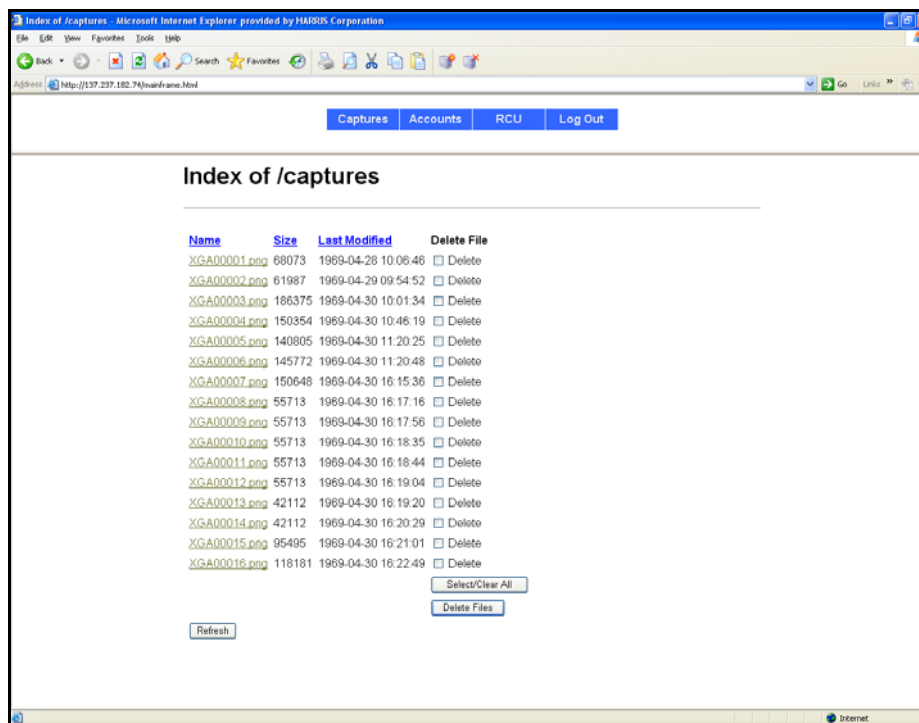 Index of /captures - Microsoft Internet Explorer provided by HARRIS Corporation
File Edit View Favorites Tools Help
Back Search Favorites
Address http://137.237.182.74/mainframe.html Go Links »
Captures Accounts RCU Log Out
Index of /captures
Name Size Last Modified Delete File
XGA00001.png 68073 1969-04-28 10:06:46 Delete
XGA00002.png 61987 1969-04-29 09:54:52 Delete
XGA00003.png 186375 1969-04-30 10:01:34 Delete
XGA00004.png 150354 1969-04-30 10:46:19 Delete
XGA00005.png 140805 1969-04-30 11:20:25 Delete
XGA00006.png 145772 1969-04-30 11:20:48 Delete
XGA00007.png 150648 1969-04-30 16:15:36 Delete
XGA00008.png 55713 1969-04-30 16:17:16 Delete
XGA00009.png 55713 1969-04-30 16:17:56 Delete
XGA00010.png 55713 1969-04-30 16:18:35 Delete
XGA00011.png 55713 1969-04-30 16:18:44 Delete
XGA00012.png 55713 1969-04-30 16:19:04 Delete
XGA00013.png 42112 1969-04-30 16:19:20 Delete
XGA00014.png 42112 1969-04-30 16:20:29 Delete
XGA00015.png 95495 1969-04-30 16:21:01 Delete
XGA00016.png 118181 1969-04-30 16:22:49 Delete
Select/Clear All
Delete Files
Refresh
Internet